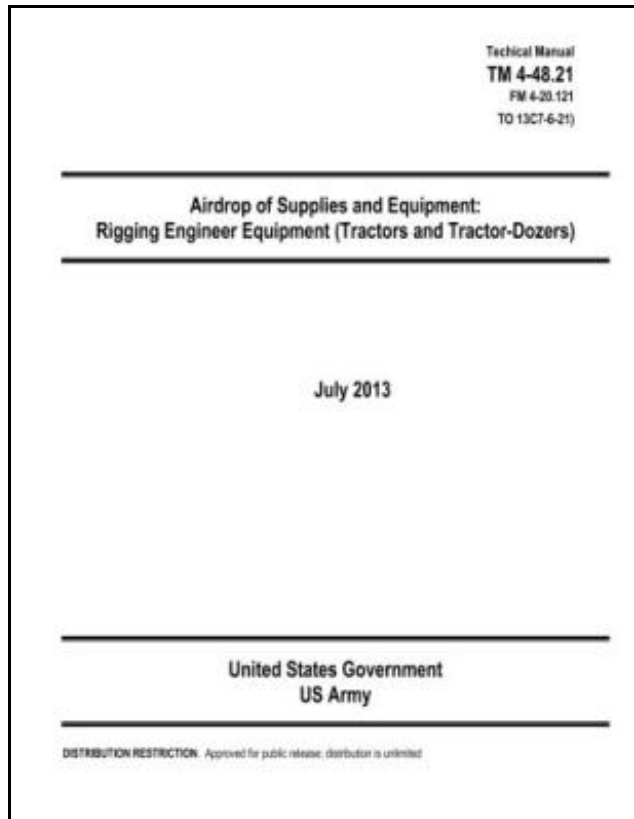 Techical Manual
TM 4-48.21
FM 4-20.121
TO 13C7-6-21)
Airdrop of Supplies and Equipment:
Rigging Engineer Equipment (Tractors and Tractor-Dozers)
July 2013
United States Government
US Army
DISTRIBUTION RESTRICTION. Approved for public release; distribution is unlimited